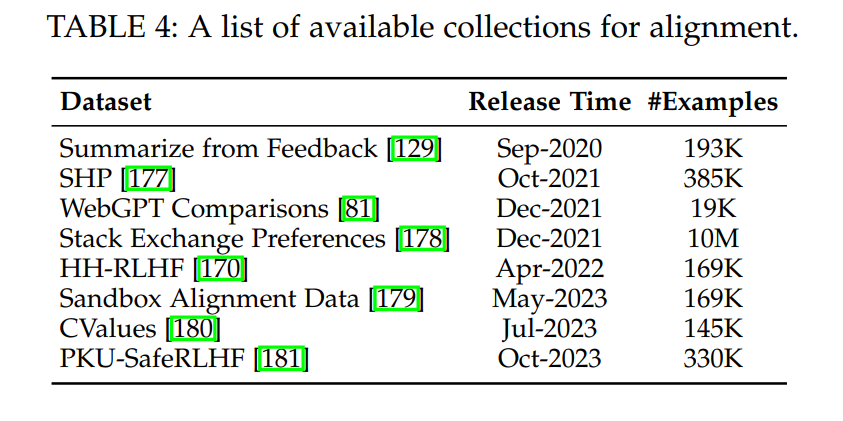 TABLE 4: A list of available collections for alignment.
Dataset Release Time #Examples
Summarize from Feedback [129] Sep-2020 193K
SHP [177] Oct-2021 385K
WebGPT Comparisons [81] Dec-2021 19K
Stack Exchange Preferences [178] Dec-2021 10M
HH-RLHF [170] Apr-2022 169K
Sandbox Alignment Data [179] May-2023 169K
CValues [180] Jul-2023 145K
PKU-SafeRLHF [181] Oct-2023 330K